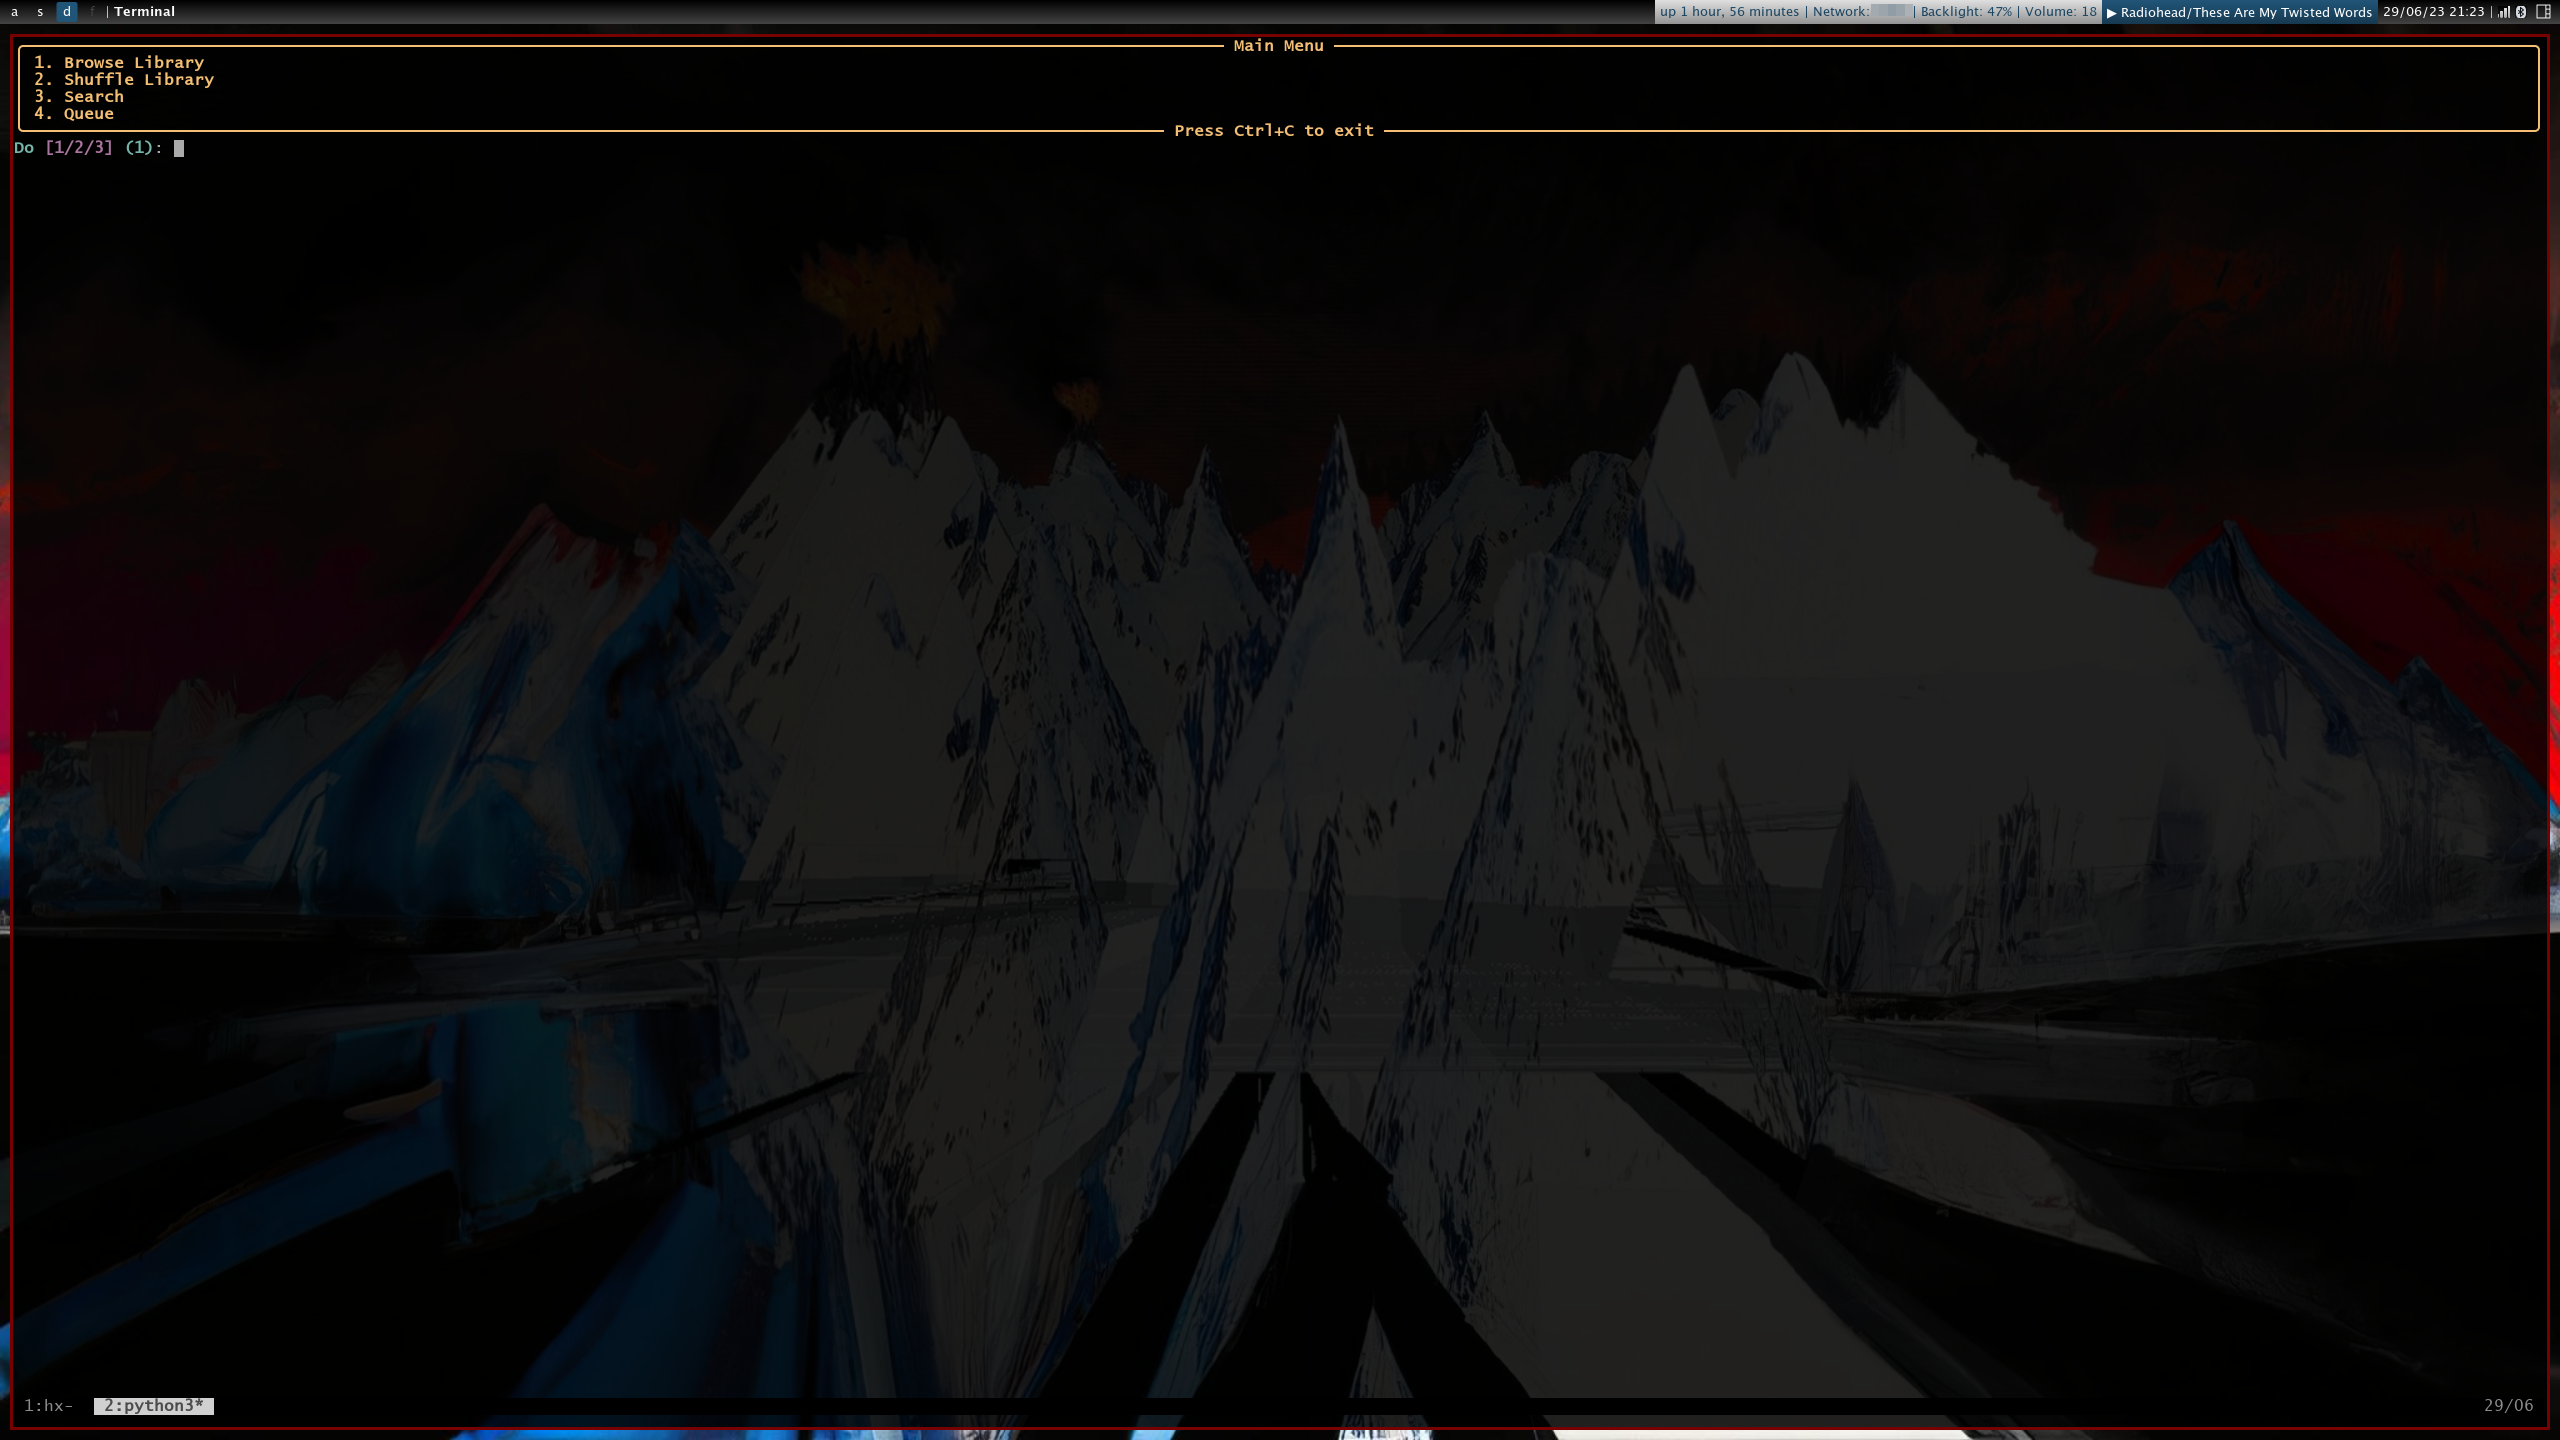 a s d f | Terminal
up 1 hour, 56 minutes | Network: | Backlight: 47% | Volume: 18 ▶ Radiohead/These Are My Twisted Words 29/06/23 21:23 |
Main Menu
1. Browse Library
2. Shuffle Library
3. Search
4. Queue
Press Ctrl+C to exit
Do [1/2/3] (1):
1:hx- 2:python3* 29/06